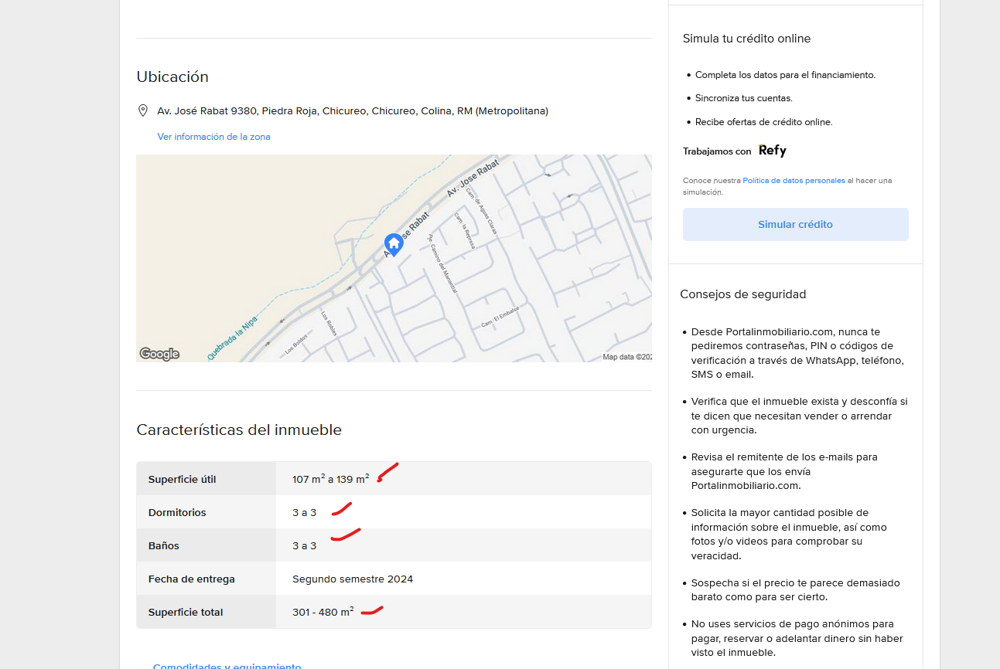 Ubicación
Av. José Rabat 9380, Piedra Roja, Chicureo, Chicureo, Colina, RM (Metropolitana)
Ver información de la zona
Av. Jose Rabat
Cam. de Aguas Claras
Cam. la Represa
Pje. Camino del Manantial
Cam. El Embalse
Los Robles
Los Boldos
Quebrada la Nipa
Google
Map data ©202
Características del inmueble
Superficie útil 107 m² a 139 m²
Dormitorios 3 a 3
Baños 3 a 3
Fecha de entrega Segundo semestre 2024
Superficie total 301 - 480 m²
Comodidades y equipamiento
Simula tu crédito online
• Completa los datos para el financiamiento.
• Sincroniza tus cuentas.
• Recibe ofertas de crédito online.
Trabajamos con Refy
Conoce nuestra Política de datos personales al hacer una
simulación.
Simular crédito
Consejos de seguridad
• Desde Portalinmobiliario.com, nunca te
pediremos contraseñas, PIN o códigos de
verificación a través de WhatsApp, teléfono,
SMS o email.
• Verifica que el inmueble exista y desconfía si
te dicen que necesitan vender o arrendar
con urgencia.
• Revisa el remitente de los e-mails para
asegurarte que los envía
Portalinmobiliario.com.
• Solicita la mayor cantidad posible de
información sobre el inmueble, así como
fotos y/o videos para comprobar su
veracidad.
• Sospecha si el precio te parece demasiado
barato como para ser cierto.
• No uses servicios de pago anónimos para
pagar, reservar o adelantar dinero sin haber
visto el inmueble.